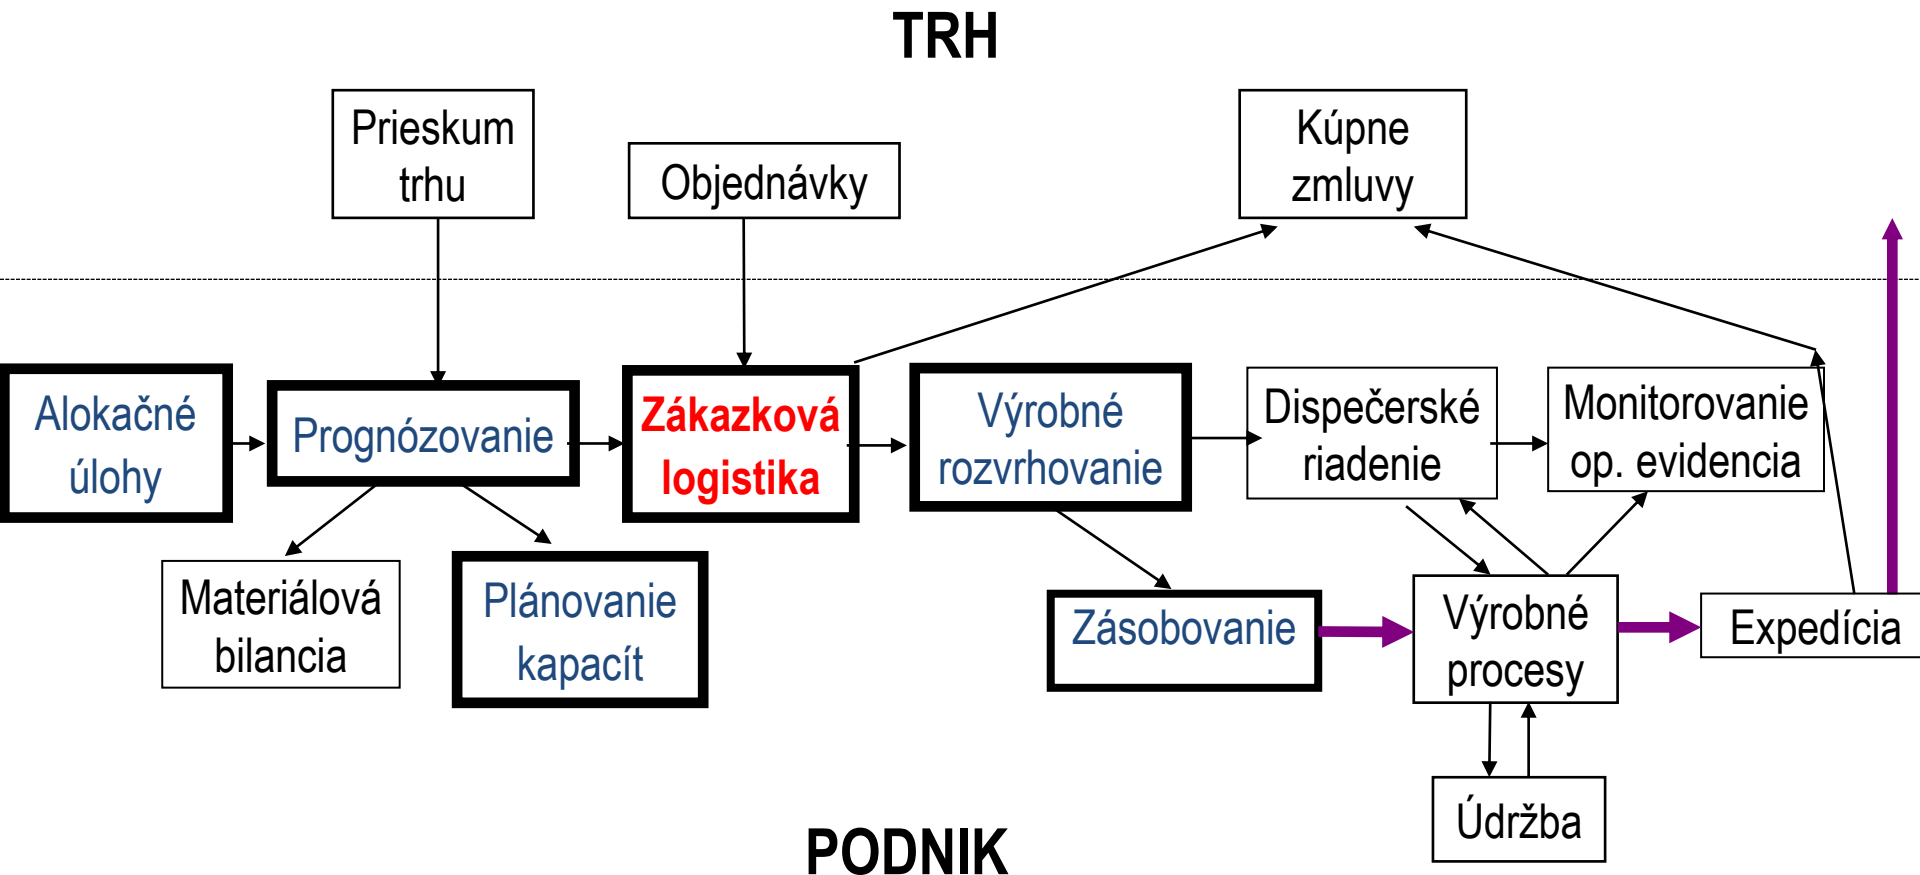 TRH
Prieskum
trhu
Objednávky
Kúpne
zmluvy
Alokačné
úlohy
Prognózovanie
Zákazková
logistika
Výrobné
rozvrhovanie
Dispečerské
riadenie
Monitorovanie
op. evidencia
Materiálová
bilancia
Plánovanie
kapacít
Zásobovanie
Výrobné
procesy
Expedícia
Údržba
PODNIK